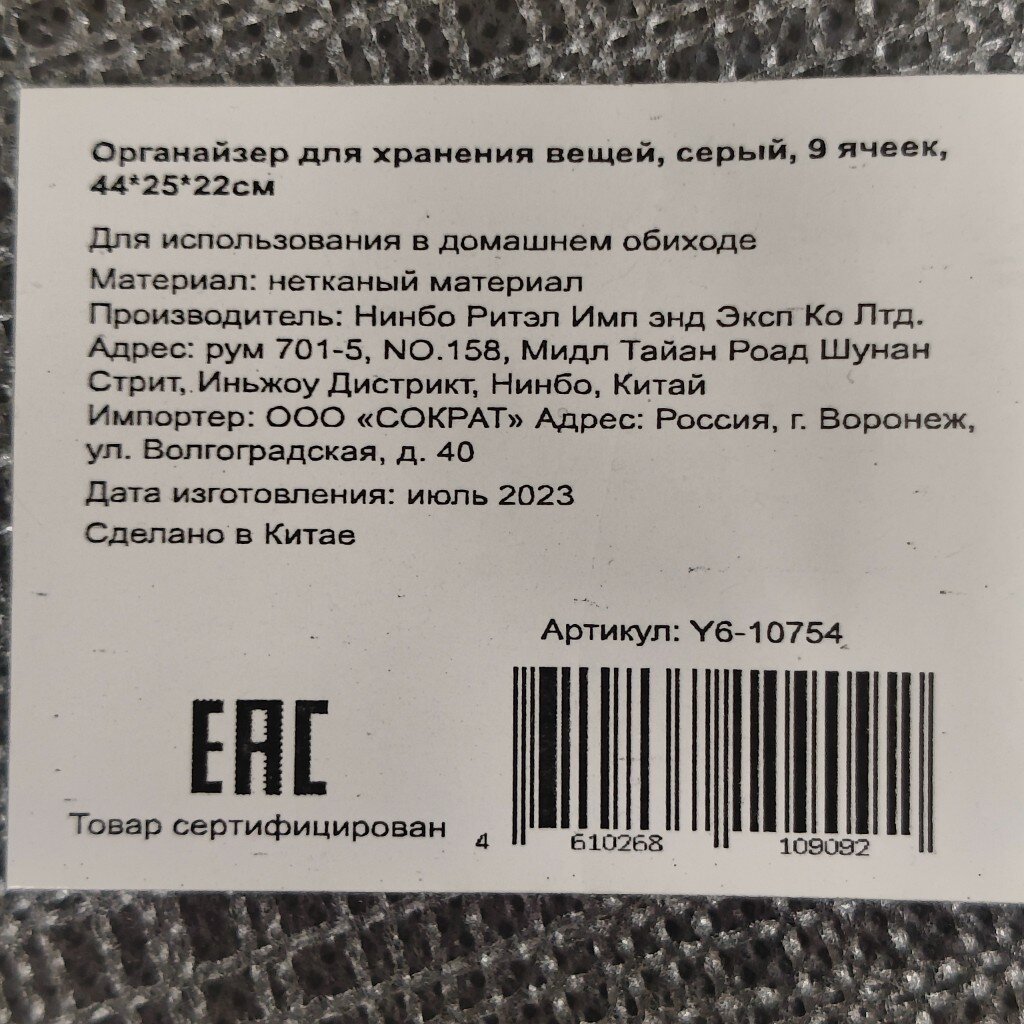 Органайзер для хранения вещей, серый, 9 ячеек,
44*25*22см
Для использования в домашнем обиходе
Материал: нетканый материал
Производитель: Нинбо Ритэл Имп энд Эксп Ко Лтд.
Адрес: рум 701-5, NO.158, Мидл Тайан Роад Шунан
Стрит, Иньжоу Дистрикт, Нинбо, Китай
Импортер: ООО «СОКРАТ» Адрес: Россия, г. Воронеж,
ул. Волгоградская, д. 40
Дата изготовления: июль 2023
Сделано в Китае
Артикул: Y6-10754
EAC
Товар сертифицирован
4 610268 109092